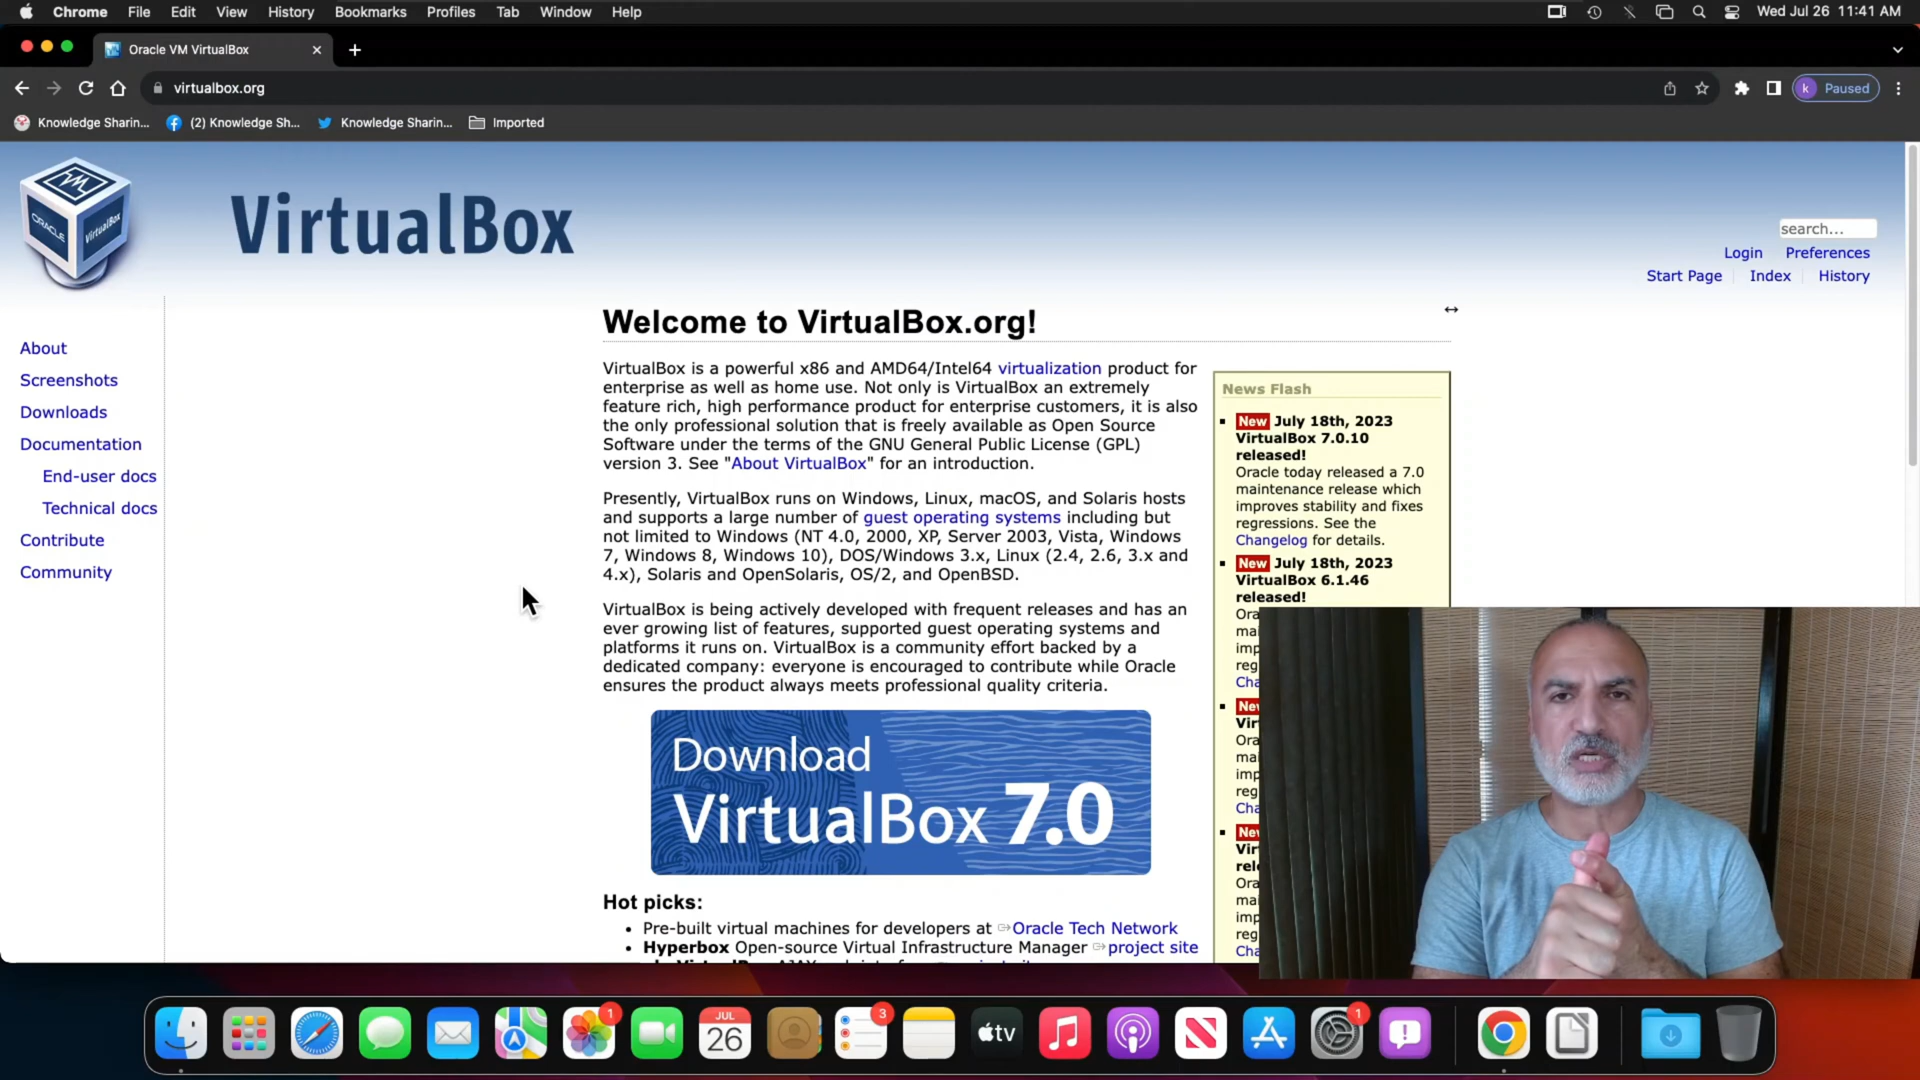 Chrome File Edit View History Bookmarks Profiles Tab Window Help Wed Jul 26 11:41 AM
Oracle VM VirtualBox
virtualbox.org
k Paused
Knowledge Sharin... (2) Knowledge Sh... Knowledge Sharin... Imported
ORACLE
VirtualBox
VirtualBox
search...
Login Preferences
Start Page Index History
About
Screenshots
Downloads
Documentation
End-user docs
Technical docs
Contribute
Community
Welcome to VirtualBox.org!
VirtualBox is a powerful x86 and AMD64/Intel64 virtualization product for
enterprise as well as home use. Not only is VirtualBox an extremely
feature rich, high performance product for enterprise customers, it is also
the only professional solution that is freely available as Open Source
Software under the terms of the GNU General Public License (GPL)
version 3. See "About VirtualBox" for an introduction.
Presently, VirtualBox runs on Windows, Linux, macOS, and Solaris hosts
and supports a large number of guest operating systems including but
not limited to Windows (NT 4.0, 2000, XP, Server 2003, Vista, Windows
7, Windows 8, Windows 10), DOS/Windows 3.x, Linux (2.4, 2.6, 3.x and
4.x), Solaris and OpenSolaris, OS/2, and OpenBSD.
VirtualBox is being actively developed with frequent releases and has an
ever growing list of features, supported guest operating systems and
platforms it runs on. VirtualBox is a community effort backed by a
dedicated company: everyone is encouraged to contribute while Oracle
ensures the product always meets professional quality criteria.
Download
VirtualBox 7.0
Hot picks:
Pre-built virtual machines for developers at Oracle Tech Network
Hyperbox Open-source Virtual Infrastructure Manager project site
News Flash
New July 18th, 2023
VirtualBox 7.0.10
released!
Oracle today released a 7.0
maintenance release which
improves stability and fixes
regressions. See the
Changelog for details.
New July 18th, 2023
VirtualBox 6.1.46
released!
1
JUL
26
3
tv
1